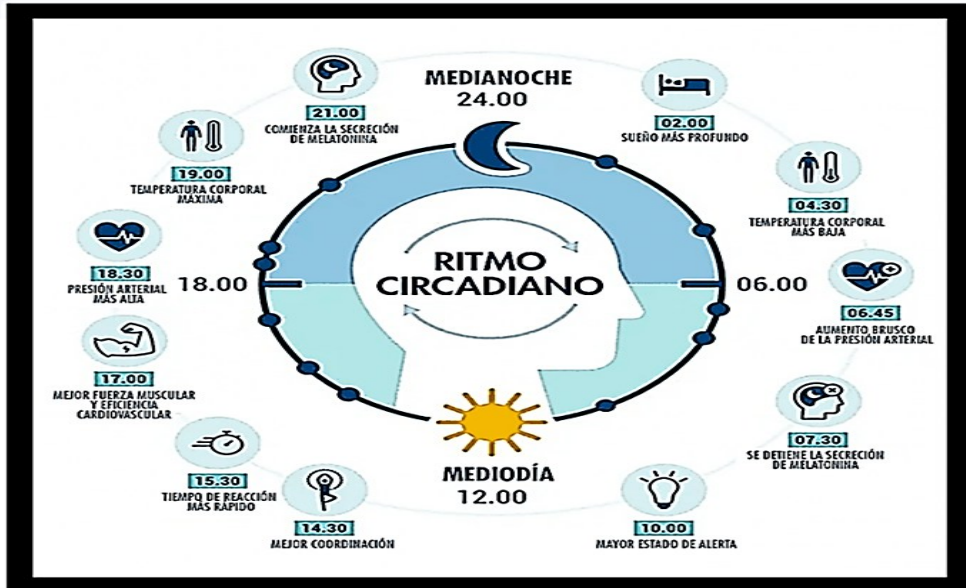 MEDIANOCHE
24.00
02.00
SUEÑO MÁS PROFUNDO
04.30
TEMPERATURA CORPORAL
MÁS BAJA
06.00
06.45
AUMENTO BRUSCO
DE LA PRESIÓN ARTERIAL
07.30
SE DETIENE LA SECRECIÓN
DE MELATONINA
10.00
MAYOR ESTADO DE ALERTA
MEDIODÍA
12.00
14.30
MEJOR COORDINACIÓN
15.30
TIEMPO DE REACCIÓN
MÁS RÁPIDO
17.00
MEJOR FUERZA MUSCULAR
Y EFICIENCIA
CARDIOVASCULAR
18.00
18.30
PRESIÓN ARTERIAL
MÁS ALTA
19.00
TEMPERATURA CORPORAL
MÁXIMA
21.00
COMIENZA LA SECRECIÓN
DE MELATONINA
RITMO
CIRCADIANO